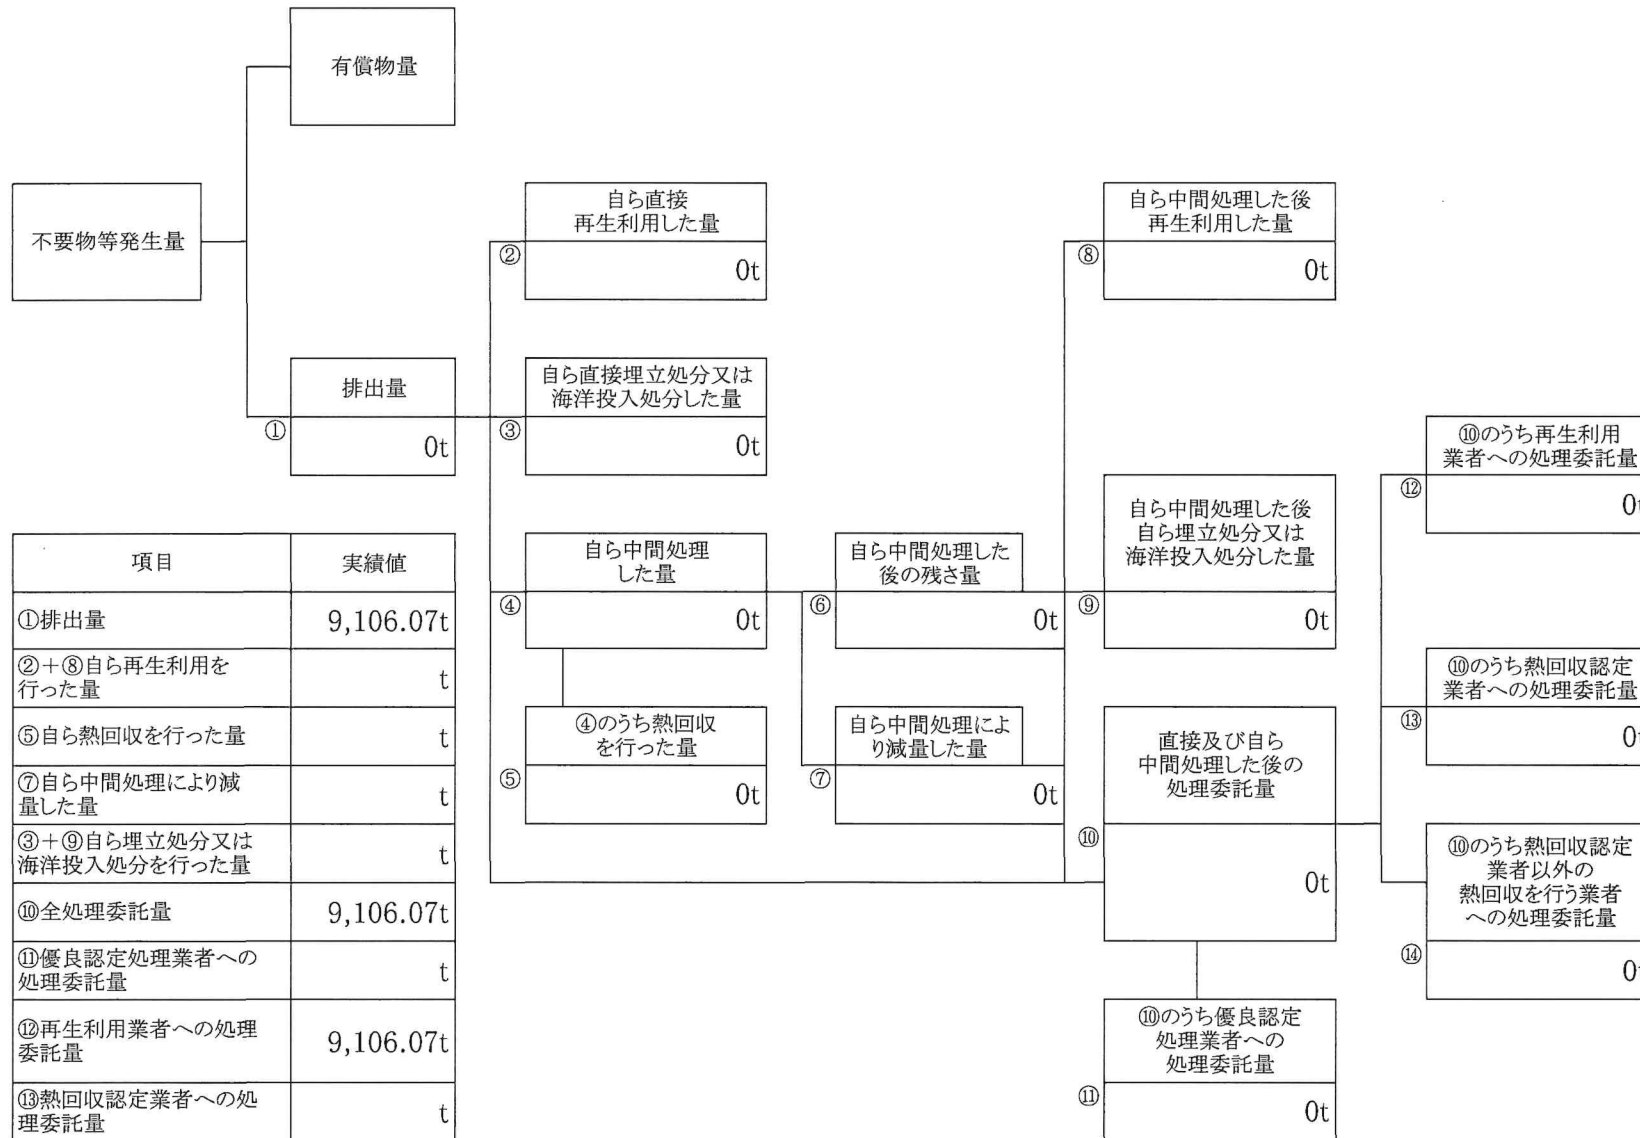 有償物量
不要物等発生量
排出量
①
0t
自ら直接
再生利用した量
②
0t
自ら直接埋立処分又は
海洋投入処分した量
③
0t
自ら中間処理
した量
④
0t
④のうち熱回収
を行った量
⑤
0t
自ら中間処理した
後の残さ量
⑥
0t
自ら中間処理によ
り減量した量
⑦
0t
自ら中間処理した後
再生利用した量
⑧
0t
自ら中間処理した後
自ら埋立処分又は
海洋投入処分した量
⑨
0t
直接及び自ら
中間処理した後の
処理委託量
⑩
0t
⑩のうち優良認定
処理業者への
処理委託量
⑪
0t
⑩のうち再生利用
業者への処理委託量
⑫
0t
⑩のうち熱回収認定
業者への処理委託量
⑬
0t
⑩のうち熱回収認定
業者以外の
熱回収を行う業者
への処理委託量
⑭
0t
項目 実績値
①排出量 9,106.07t
②+⑧自ら再生利用を
行った量 t
⑤自ら熱回収を行った量 t
⑦自ら中間処理により減
量した量 t
③+⑨自ら埋立処分又は
海洋投入処分を行った量 t
⑩全処理委託量 9,106.07t
⑪優良認定処理業者への
処理委託量 t
⑫再生利用業者への処理
委託量 9,106.07t
⑬熱回収認定業者への処
理委託量 t